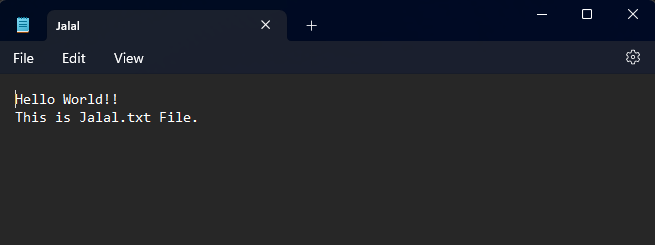 Jalal
File Edit View
Hello World!!
This is Jalal.txt File.